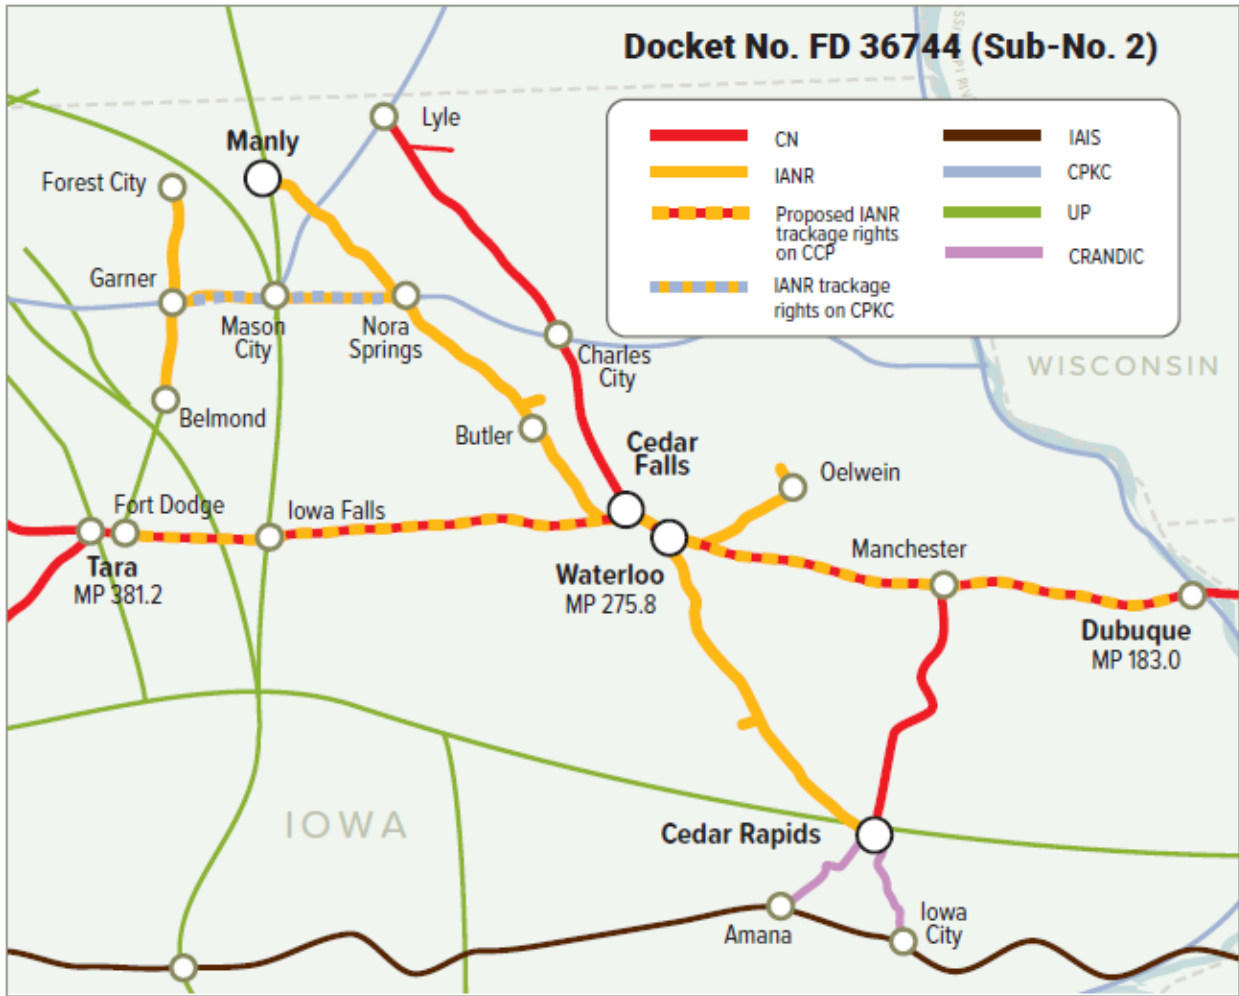 Docket No. FD 36744 (Sub-No. 2)
CN
IANR
Proposed IANR
trackage rights
on CCP
IANR trackage
rights on CPKC
IAIS
CPKC
UP
CRANDIC
Lyle
Manly
Forest City
Garner
Mason
City
Nora
Springs
Charles
City
WISCONSIN
Belmond
Butler
Cedar
Falls
Oelwein
Fort Dodge
Iowa Falls
Tara
MP 381.2
Waterloo
MP 275.8
Manchester
Dubuque
MP 183.0
IOWA
Cedar Rapids
Amana
Iowa
City